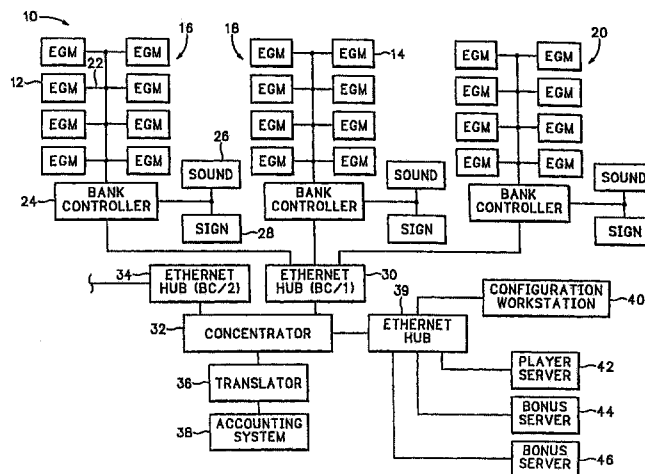 10
16
18
20
EGM EGM EGM EGM EGM EGM
14
12
22
EGM EGM EGM EGM EGM EGM
EGM EGM EGM EGM EGM EGM
26
EGM EGM EGM EGM EGM EGM
SOUND SOUND SOUND
24
BANK CONTROLLER
BANK CONTROLLER
BANK CONTROLLER
SIGN SIGN SIGN
28
34
ETHERNET HUB (BC/2)
ETHERNET HUB (BC/1)
30
39
CONFIGURATION WORKSTATION
40
32
CONCENTRATOR
ETHERNET HUB
36
TRANSLATOR
PLAYER SERVER
42
38
ACCOUNTING SYSTEM
BONUS SERVER
44
BONUS SERVER
46